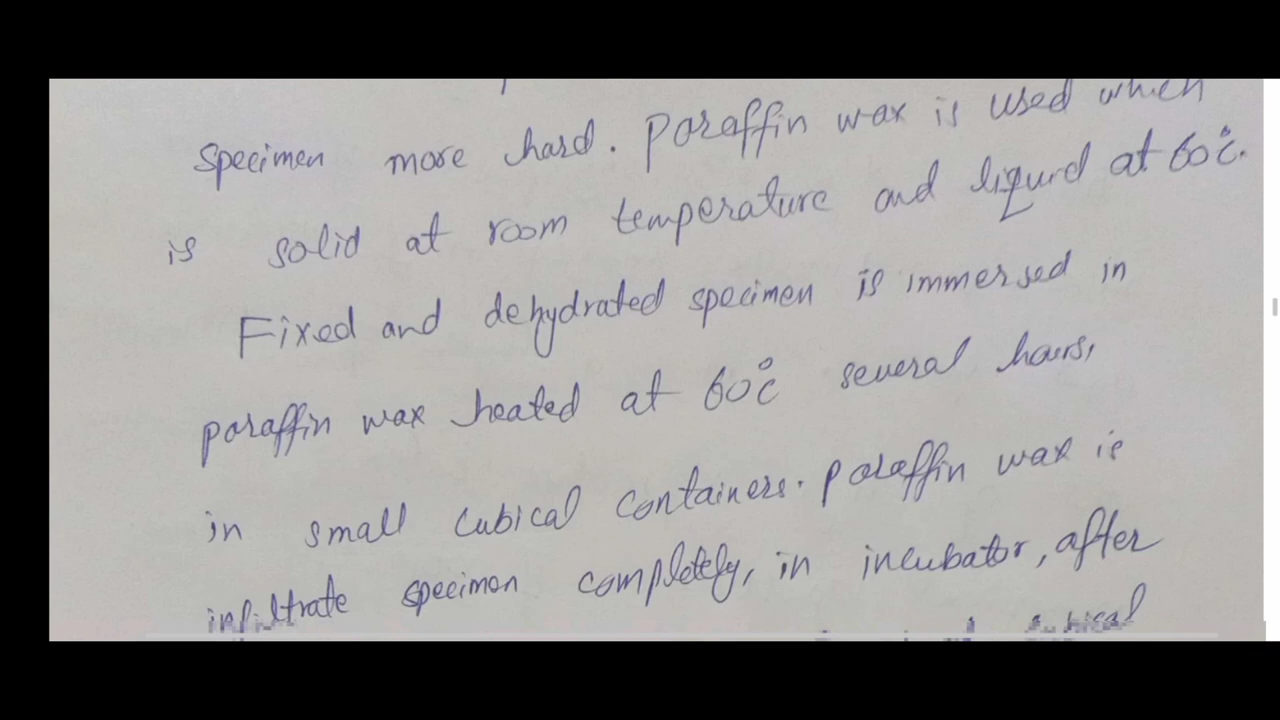 specimen more hard. Paraffin wax is used which
is solid at room temperature and liquid at 60°c.
Fixed and dehydrated specimen is immersed in
paraffin wax heated at 60°c several hours,
in small cubical containers. Paraffin wax is
infiltrate specimen completely, in incubator, after
cubical